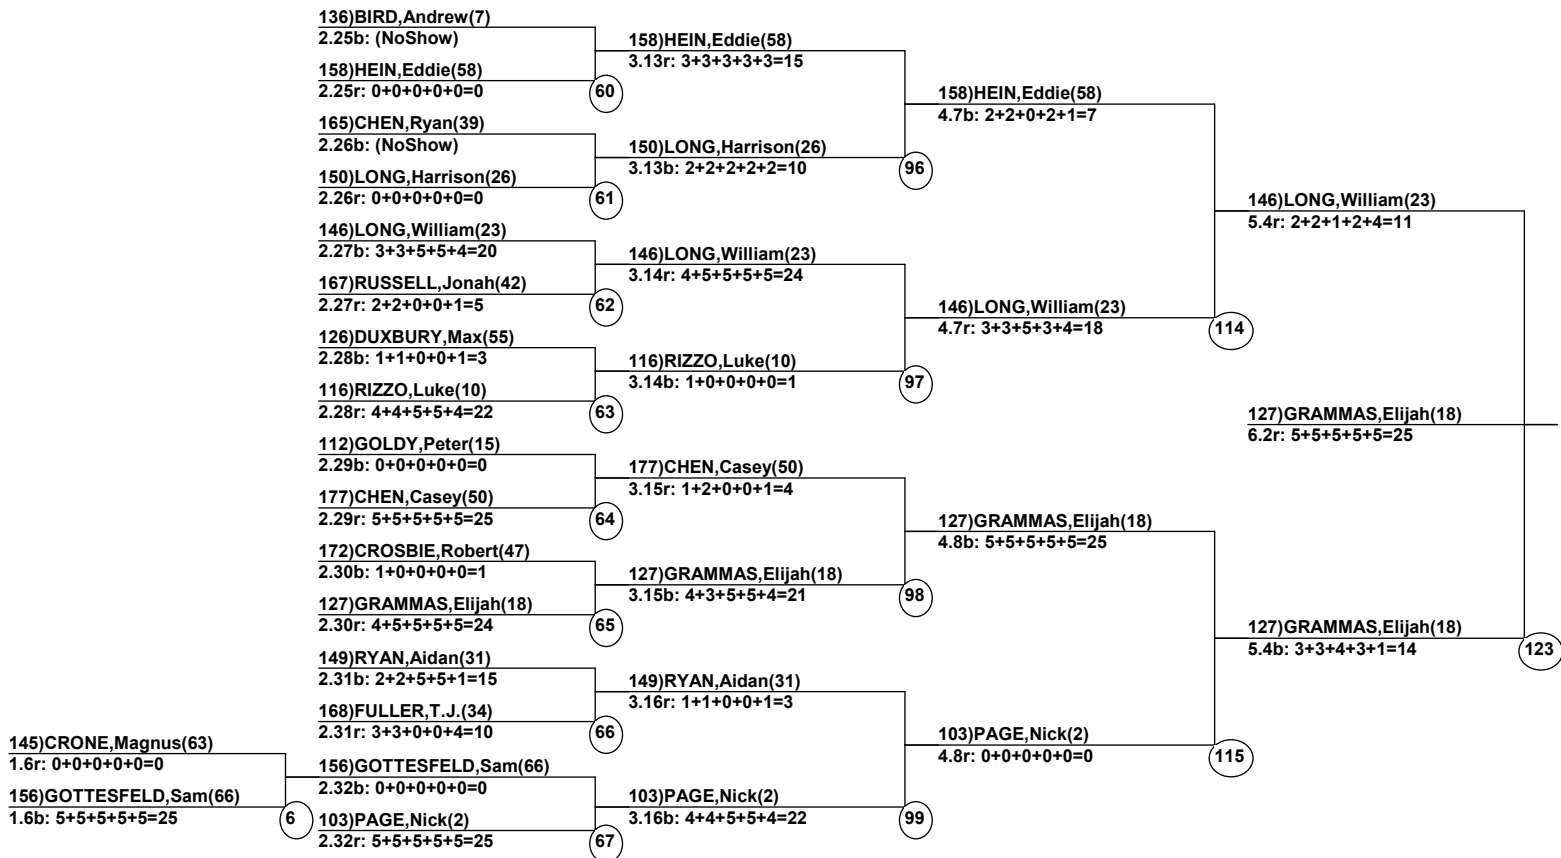 136)BIRD,Andrew(7)
2.25b: (NoShow)
158)HEIN,Eddie(58)
2.25r: 0+0+0+0+0=0
60
165)CHEN,Ryan(39)
2.26b: (NoShow)
150)LONG,Harrison(26)
2.26r: 0+0+0+0+0=0
61
146)LONG,William(23)
2.27b: 3+3+5+5+4=20
167)RUSSELL,Jonah(42)
2.27r: 2+2+0+0+1=5
62
126)DUXBURY,Max(55)
2.28b: 1+1+0+0+1=3
116)RIZZO,Luke(10)
2.28r: 4+4+5+5+4=22
63
112)GOLDY,Peter(15)
2.29b: 0+0+0+0+0=0
177)CHEN,Casey(50)
2.29r: 5+5+5+5+5=25
64
172)CROSBIE,Robert(47)
2.30b: 1+0+0+0+0=1
127)GRAMMAS,Elijah(18)
2.30r: 4+5+5+5+5=24
65
149)RYAN,Aidan(31)
2.31b: 2+2+5+5+1=15
168)FULLER,T.J.(34)
2.31r: 3+3+0+0+4=10
66
145)CRONE,Magnus(63)
1.6r: 0+0+0+0+0=0
156)GOTTESFELD,Sam(66)
1.6b: 5+5+5+5+5=25
6
156)GOTTESFELD,Sam(66)
2.32b: 0+0+0+0+0=0
103)PAGE,Nick(2)
2.32r: 5+5+5+5+5=25
67
158)HEIN,Eddie(58)
3.13r: 3+3+3+3+3=15
150)LONG,Harrison(26)
3.13b: 2+2+2+2+2=10
96
146)LONG,William(23)
3.14r: 4+5+5+5+5=24
116)RIZZO,Luke(10)
3.14b: 1+0+0+0+0=1
97
177)CHEN,Casey(50)
3.15r: 1+2+0+0+1=4
127)GRAMMAS,Elijah(18)
3.15b: 4+3+5+5+4=21
98
149)RYAN,Aidan(31)
3.16r: 1+1+0+0+1=3
103)PAGE,Nick(2)
3.16b: 4+4+5+5+4=22
99
158)HEIN,Eddie(58)
4.7b: 2+2+0+2+1=7
146)LONG,William(23)
4.7r: 3+3+5+3+4=18
114
127)GRAMMAS,Elijah(18)
4.8b: 5+5+5+5+5=25
103)PAGE,Nick(2)
4.8r: 0+0+0+0+0=0
115
146)LONG,William(23)
5.4r: 2+2+1+2+4=11
127)GRAMMAS,Elijah(18)
5.4b: 3+3+4+3+1=14
123
127)GRAMMAS,Elijah(18)
6.2r: 5+5+5+5+5=25